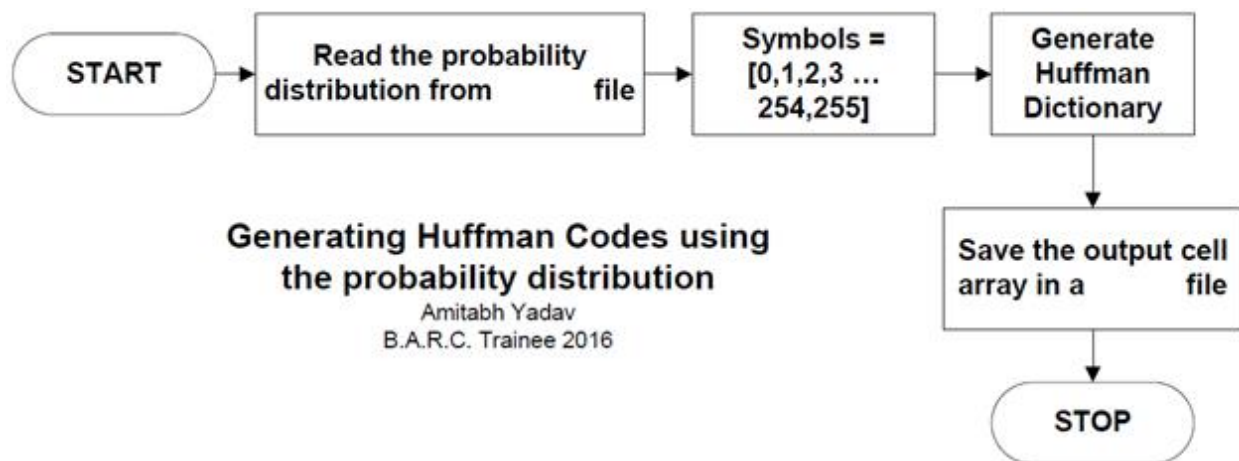 START
Read the probability
distribution from file
Symbols =
[0,1,2,3 ...
254,255]
Generate
Huffman
Dictionary
Save the output cell
array in a file
STOP
Generating Huffman Codes using
the probability distribution
Amitabh Yadav
B.A.R.C. Trainee 2016